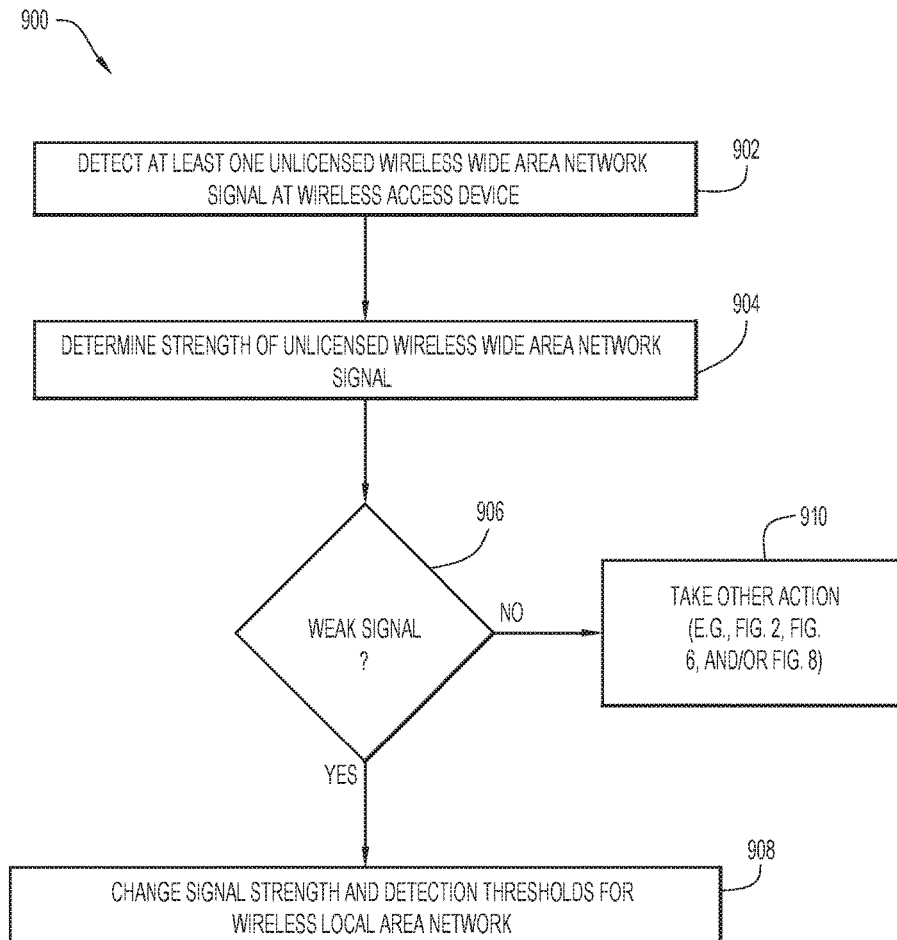 900
DETECT AT LEAST ONE UNLICENSED WIRELESS WIDE AREA NETWORK
SIGNAL AT WIRELESS ACCESS DEVICE
902
DETERMINE STRENGTH OF UNLICENSED WIRELESS WIDE AREA NETWORK
SIGNAL
904
WEAK SIGNAL
?
906
NO
YES
TAKE OTHER ACTION
(E.G., FIG. 2, FIG.
6, AND/OR FIG. 8)
910
CHANGE SIGNAL STRENGTH AND DETECTION THRESHOLDS FOR
WIRELESS LOCAL AREA NETWORK
908